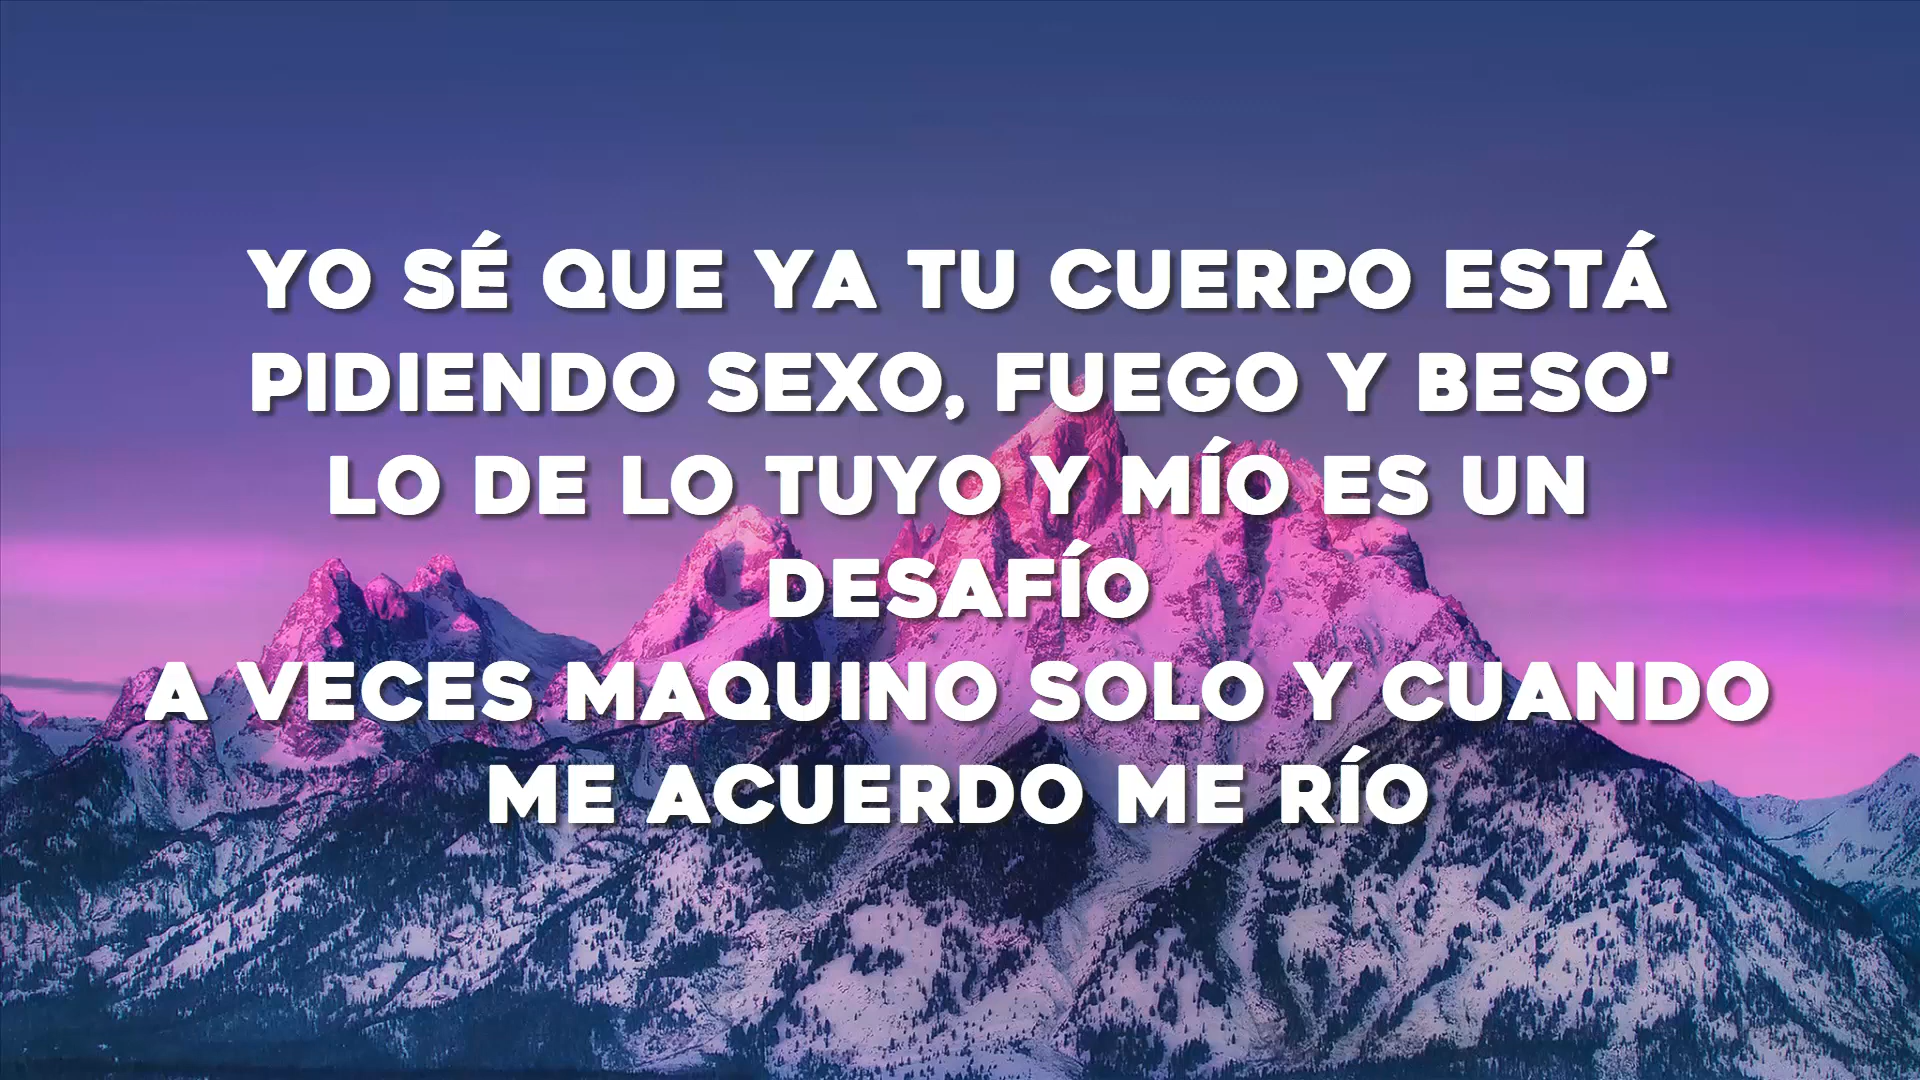 YO SÉ QUE YA TU CUERPO ESTÁ
PIDIENDO SEXO, FUEGO Y BESO'
LO DE LO TUYO Y MÍO ES UN
DESAFÍO
A VECES MAQUINO SOLO Y CUANDO
ME ACUERDO ME RÍO